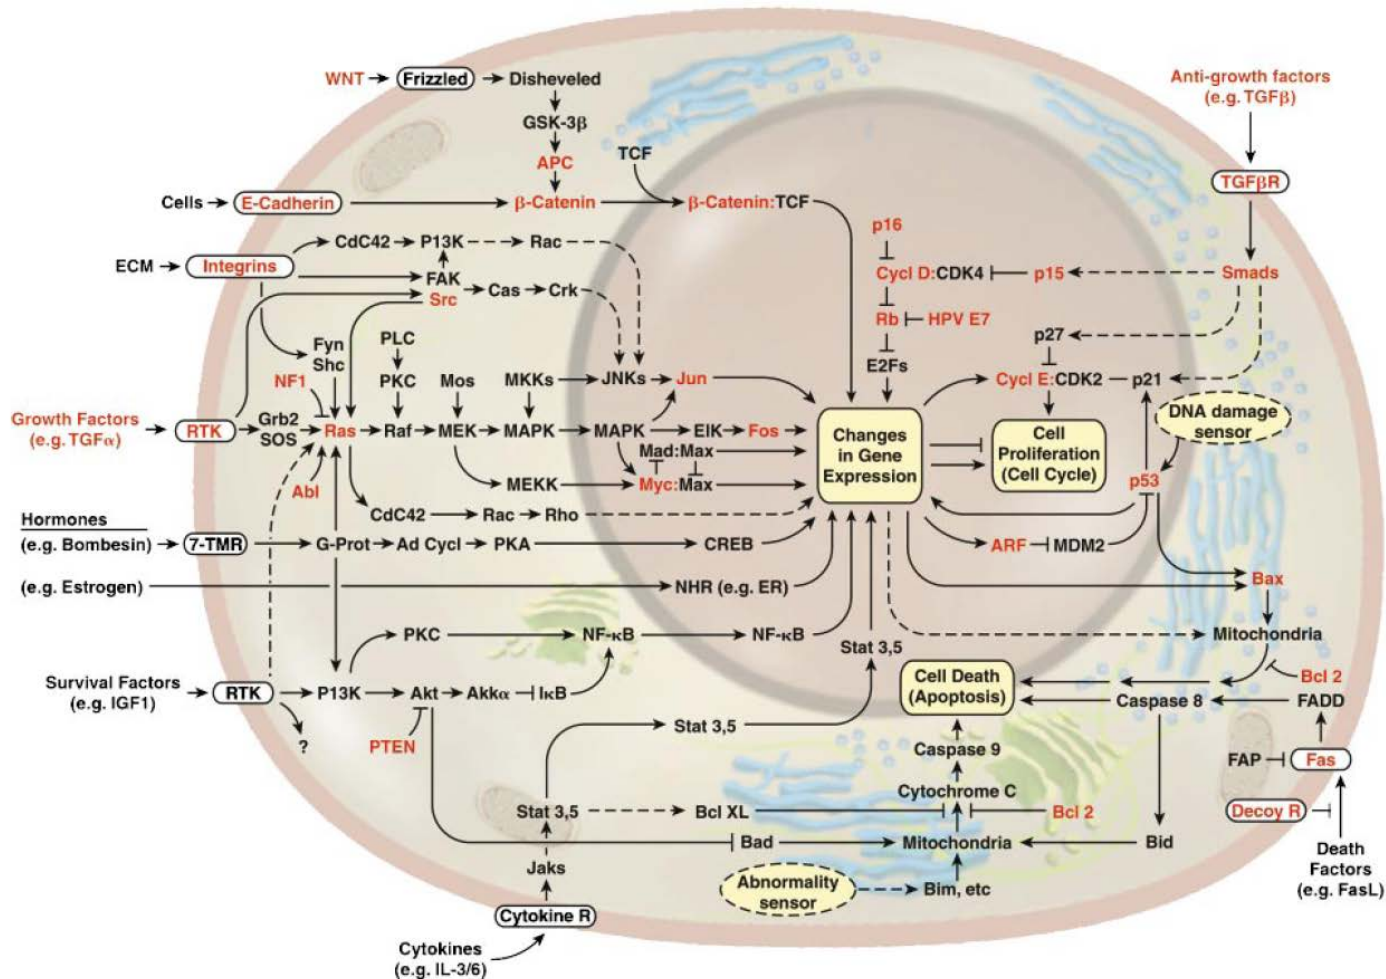 WNT
Frizzled
Disheveled
GSK-3β
APC
TCF
Cells
E-Cadherin
β-Catenin
β-Catenin:TCF
ECM
Integrins
CdC42
P13K
Rac
FAK
Src
Cas
Crk
Fyn
Shc
PLC
NF1
PKC
Mos
MKKs
JNKs
Jun
Growth Factors
(e.g. TGFα)
RTK
Grb2
SOS
Ras
Raf
MEK
MAPK
MAPK
ElK
Fos
Mad:Max
Abl
MEKK
Myc:Max
CdC42
Rac
Rho
Hormones
(e.g. Bombesin)
7-TMR
G-Prot
Ad Cycl
PKA
CREB
(e.g. Estrogen)
NHR (e.g. ER)
PKC
NF-κB
NF-κB
Survival Factors
(e.g. IGF1)
RTK
P13K
Akt
Akkα
IκB
?
PTEN
Stat 3,5
Stat 3,5
Stat 3,5
Bcl XL
Bad
Jaks
Cytokine R
Cytokines
(e.g. IL-3/6)
Anti-growth factors
(e.g. TGFβ)
TGFβR
Smads
p16
Cycl D:CDK4
p15
Rb
HPV E7
p27
E2Fs
Cycl E:CDK2
p21
DNA damage
sensor
Changes
in Gene
Expression
Cell
Proliferation
(Cell Cycle)
p53
ARF
MDM2
Bax
Mitochondria
Bcl 2
Cell Death
(Apoptosis)
Caspase 8
FADD
Caspase 9
FAP
Fas
Cytochrome C
Bcl 2
Decoy R
Mitochondria
Bid
Death
Factors
(e.g. FasL)
Abnormality
sensor
Bim, etc